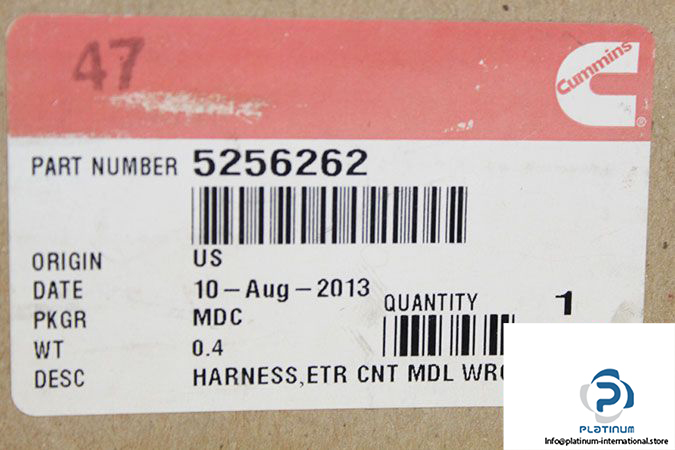 47
Cummins
®
PART NUMBER 5256262
ORIGIN US
DATE 10-Aug-2013
PKGR MDC
QUANTITY 1
WT 0.4
DESC HARNESS,ETR CNT MDL
PLATINUM
Info@platinum-international.store